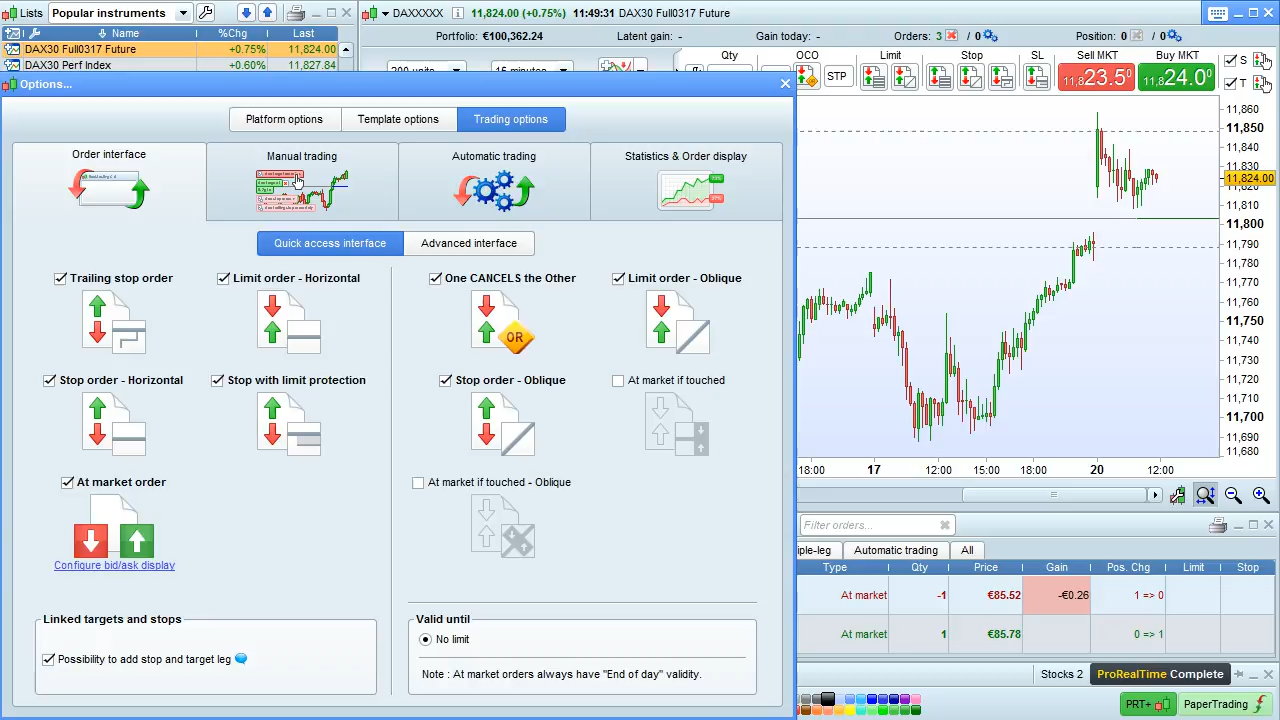 Lists
Popular instruments
Name
%Chg
Last
DAX30 Full0317 Future
+0.75%
11,824.00
DAX30 Perf Index
+0.60%
11,827.84
DAXXXXX
11,824.00 (+0.75%)
11:49:31
DAX30 Full0317 Future
Portfolio: €100,362.24
Latent gain: -
Gain today: -
Orders: 3
/ 0
Position: 0
/ 0
Qty
OCO
Limit
Stop
SL
Sell MKT
Buy MKT
STP
11,823.5⁰
11,824.0⁰
S
T
15 minutes
Options...
Platform options
Template options
Trading options
Order interface
Manual trading
Automatic trading
Statistics & Order display
Quick access interface
Advanced interface
Trailing stop order
Limit order - Horizontal
One CANCELS the Other
Limit order - Oblique
OR
Stop order - Horizontal
Stop with limit protection
Stop order - Oblique
At market if touched
At market order
At market if touched - Oblique
Configure bid/ask display
Linked targets and stops
Possibility to add stop and target leg
Valid until
No limit
Note : At market orders always have "End of day" validity.
11,860
11,850
11,840
11,830
11,824.00
11,820
11,810
11,800
11,790
11,780
11,760
11,750
11,740
11,730
11,720
11,710
11,700
11,690
11,680
18:00
17
12:00
15:00
18:00
20
12:00
Filter orders...
iple-leg
Automatic trading
All
Type
Qty
Price
Gain
Pos. Chg
Limit
Stop
At market
-1
€85.52
-€0.26
1 => 0
At market
1
€85.78
0 => 1
Stocks 2
ProRealTime Complete
PRT+
PaperTrading